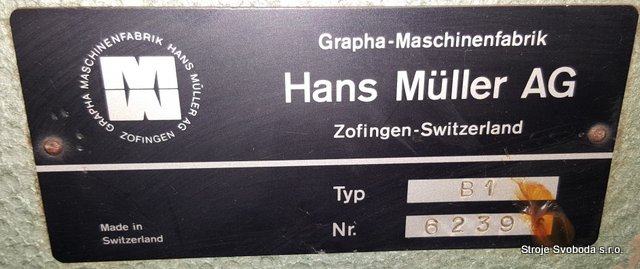 GRAPHA MASCHINENFABRIK HANS MÜLLER AG
ZOFINGEN
Grapha-Maschinenfabrik
Hans Müller AG
Zofingen-Switzerland
Typ B1
Nr. 6239
Made in
Switzerland
Stroje Svoboda s.r.o.